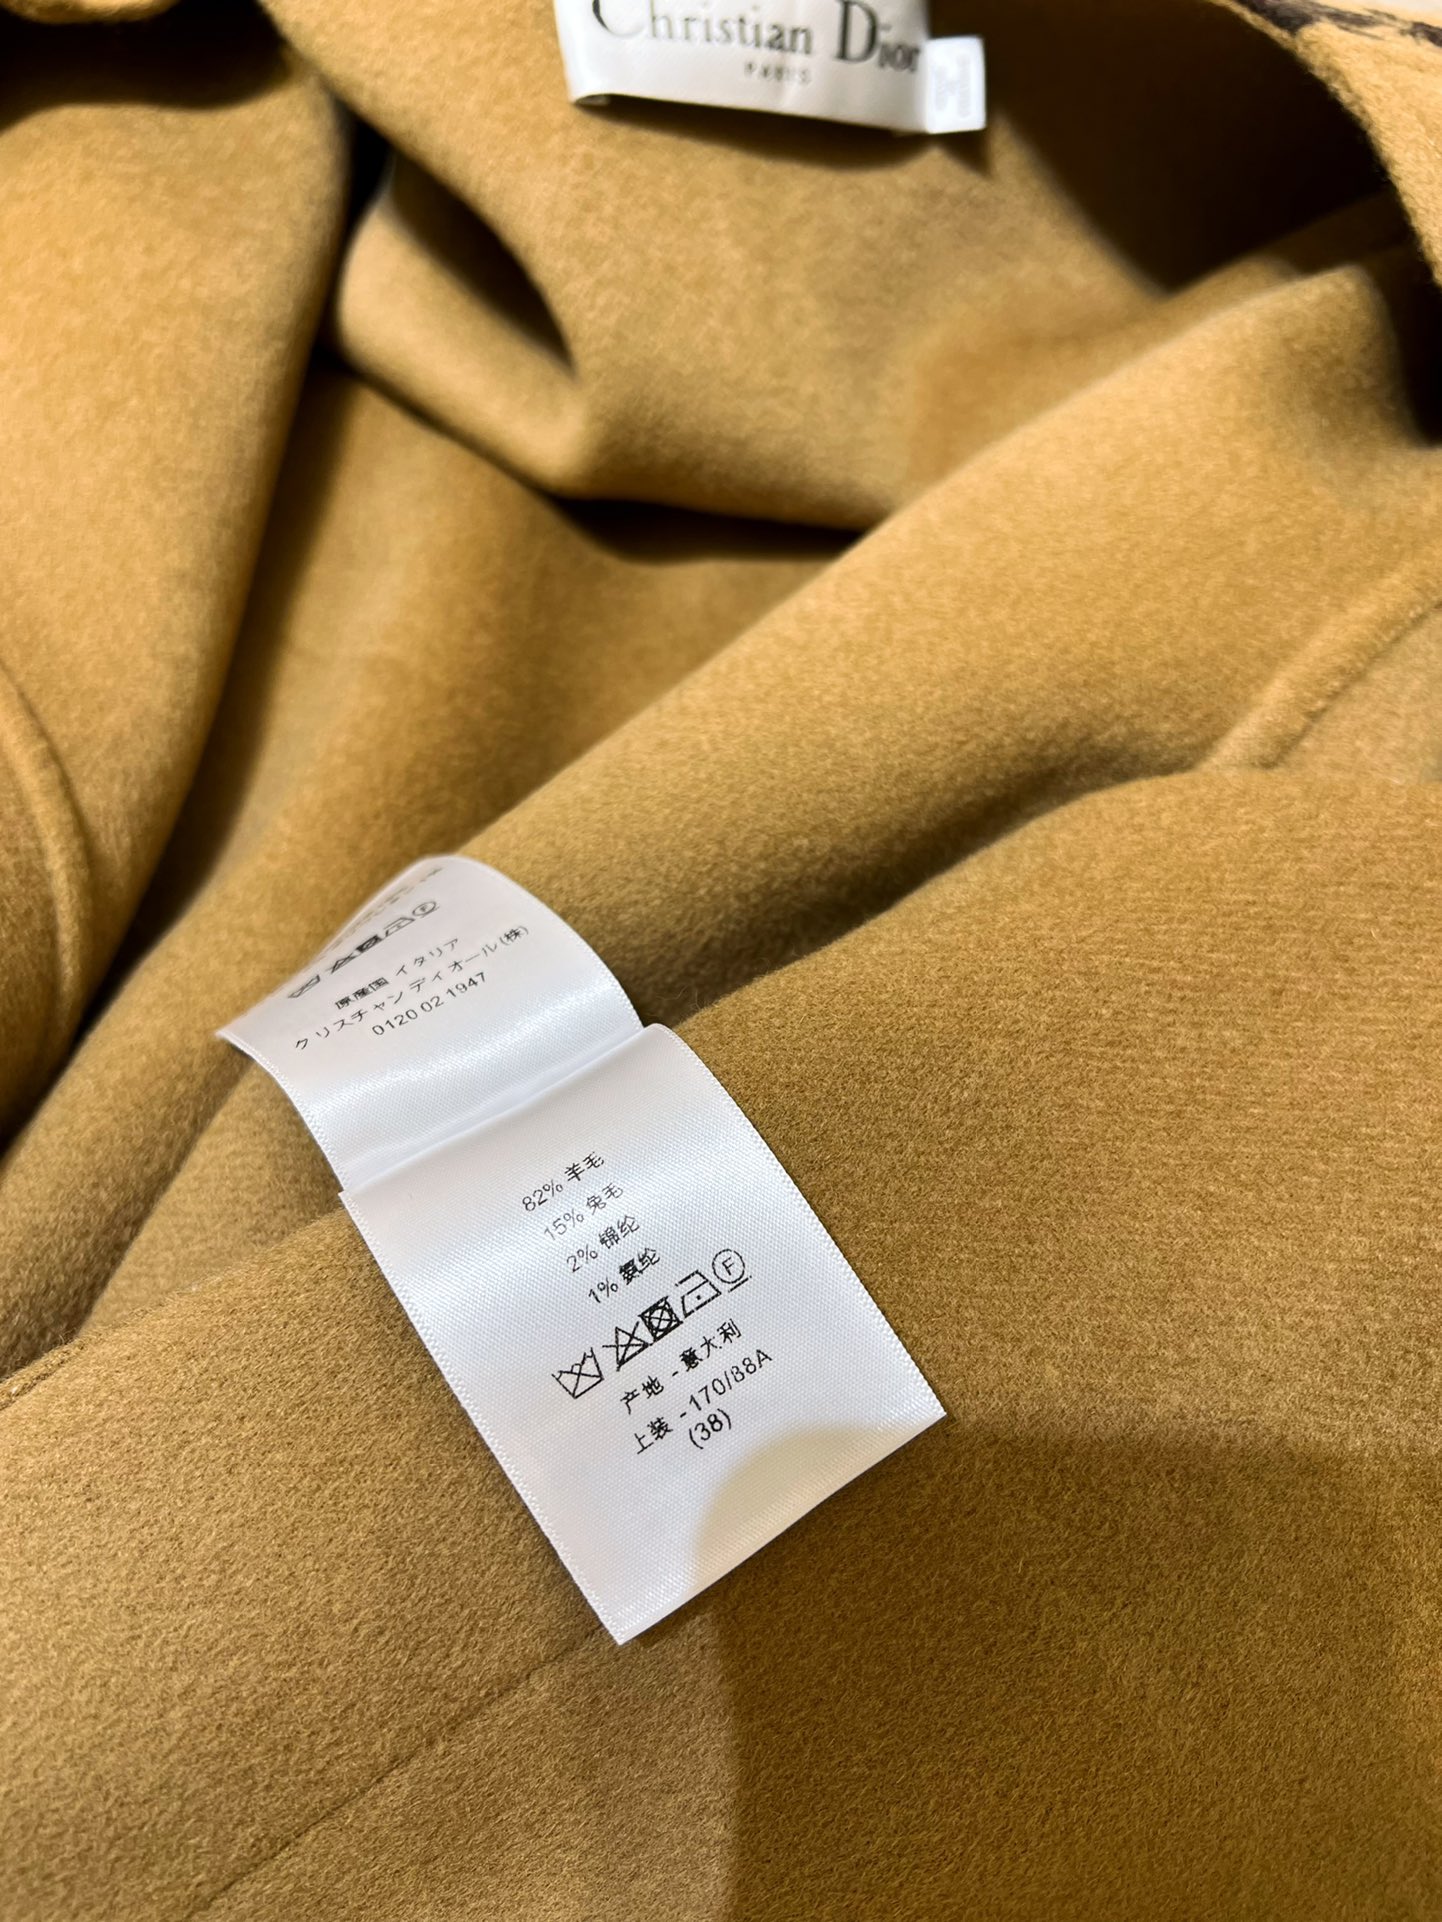 Christian Dior
PARIS
原産国 イタリア
クリスチャン ディオール(株)
0120 02 1947
82% 羊毛
15% 兔毛
2% 锦纶
1% 氨纶
F
产地 - 意大利
上装 - 170/88A
(38)